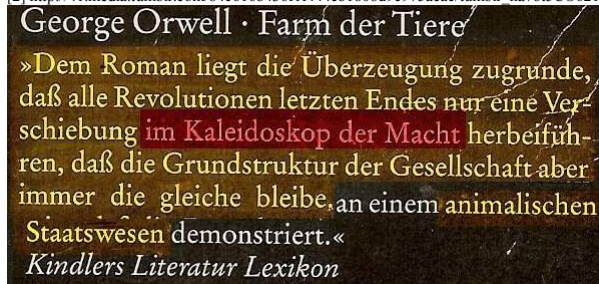 George Orwell · Farm der Tiere
»Dem Roman liegt die Überzeugung zugrunde,
daß alle Revolutionen letzten Endes nur eine Ver-
schiebung im Kaleidoskop der Macht herbeifüh-
ren, daß die Grundstruktur der Gesellschaft aber
immer die gleiche bleibe, an einem animalischen
Staatswesen demonstriert.«
Kindlers Literatur Lexikon